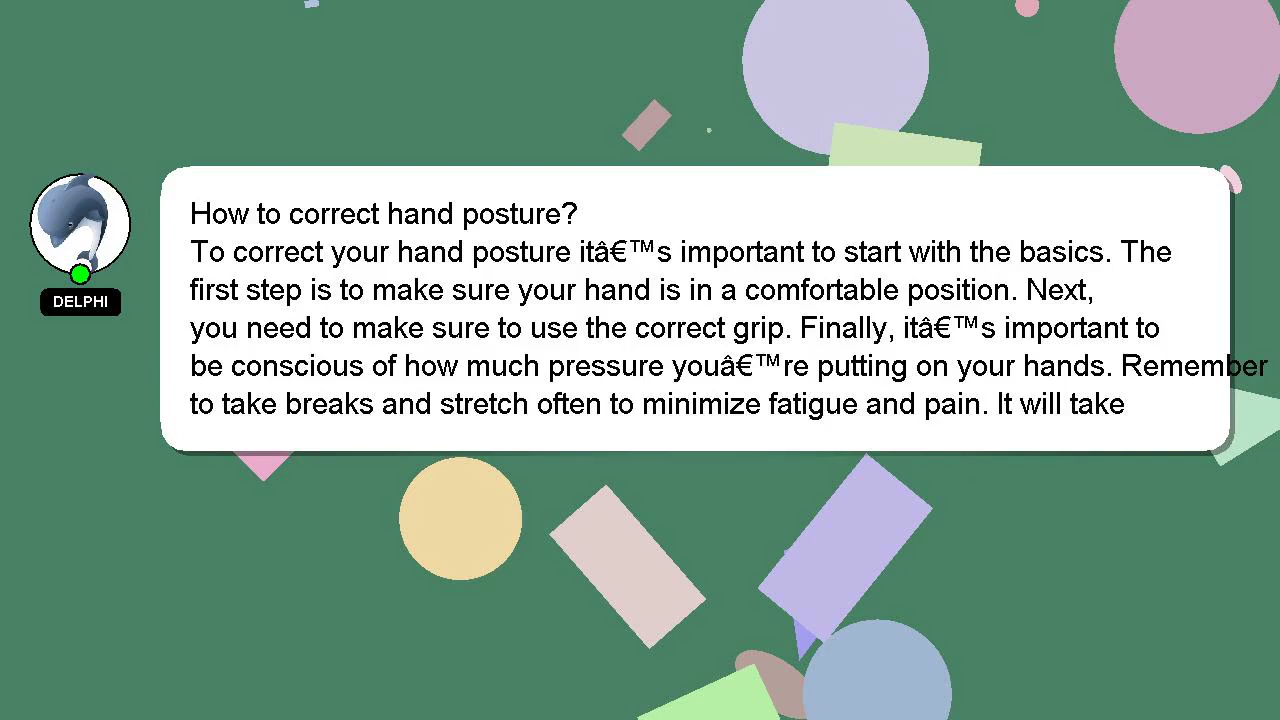 How to correct hand posture?
To correct your hand posture itâ€™s important to start with the basics. The
first step is to make sure your hand is in a comfortable position. Next,
you need to make sure to use the correct grip. Finally, itâ€™s important to
be conscious of how much pressure youâ€™re putting on your hands. Remember
to take breaks and stretch often to minimize fatigue and pain. It will take
DELPHI